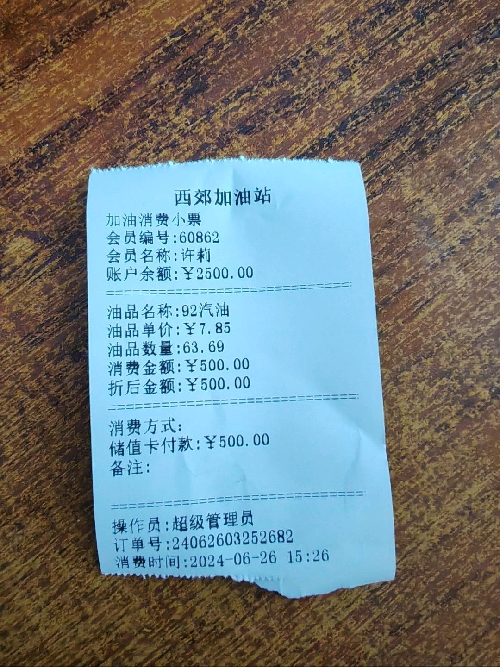 西郊加油站
加油消费小票
会员编号:60862
会员名称:许莉
账户余额:¥2500.00
油品名称:92汽油
油品单价:¥7.85
油品数量:63.69
消费金额:¥500.00
折后金额:¥500.00
消费方式:
储值卡付款:¥500.00
备注:
操作员:超级管理员
订单号:24062603252682
消费时间:2024-06-26 15:26